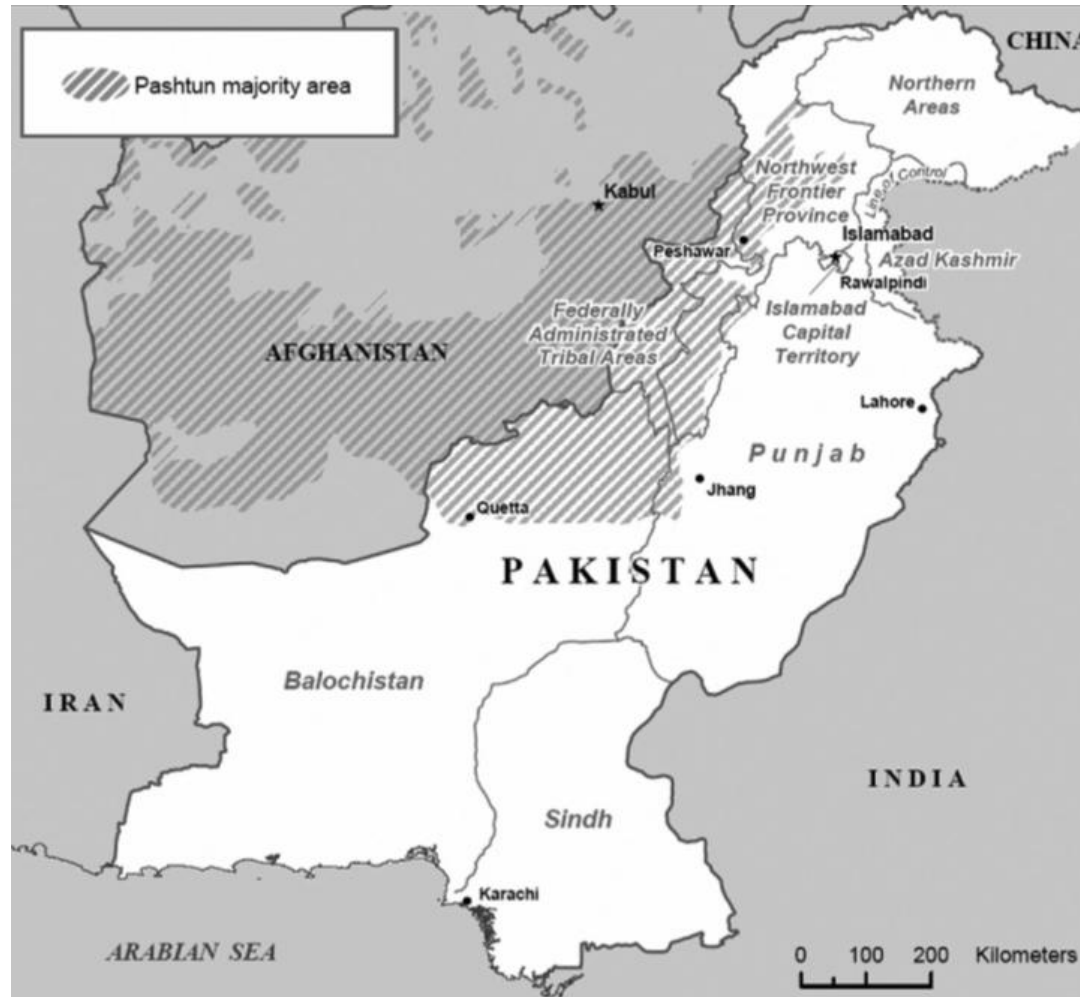 CHINA
Pashtun majority area
Northern
Areas
Line of Control
Northwest
Frontier
Province
Kabul
Islamabad
Peshawar
Azad Kashmir
Rawalpindi
Islamabad
Capital
Territory
Federally
Administrated
Tribal Areas
AFGHANISTAN
Lahore
Punjab
Jhang
Quetta
PAKISTAN
Balochistan
IRAN
INDIA
Sindh
Karachi
ARABIAN SEA
0 100 200 Kilometers